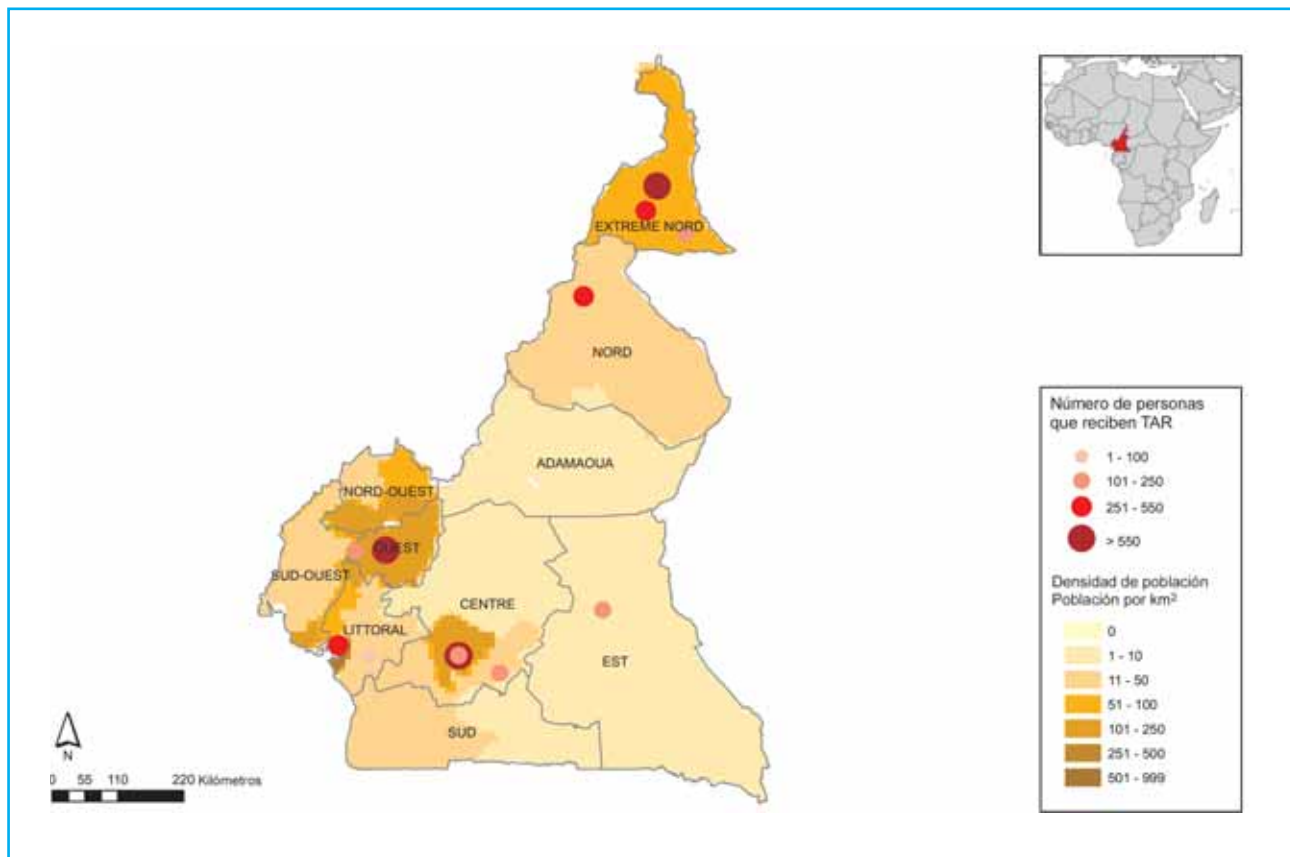 EXTREME NORD
NORD
ADAMAOUA
NORD-OUEST
OUEST
SUD-OUEST
CENTRE
LITTORAL
EST
SUD
N
0 55 110 220 Kilómetros
Número de personas
que reciben TAR
1 - 100
101 - 250
251 - 550
> 550
Densidad de población
Población por km²
0
1 - 10
11 - 50
51 - 100
101 - 250
251 - 500
501 - 999